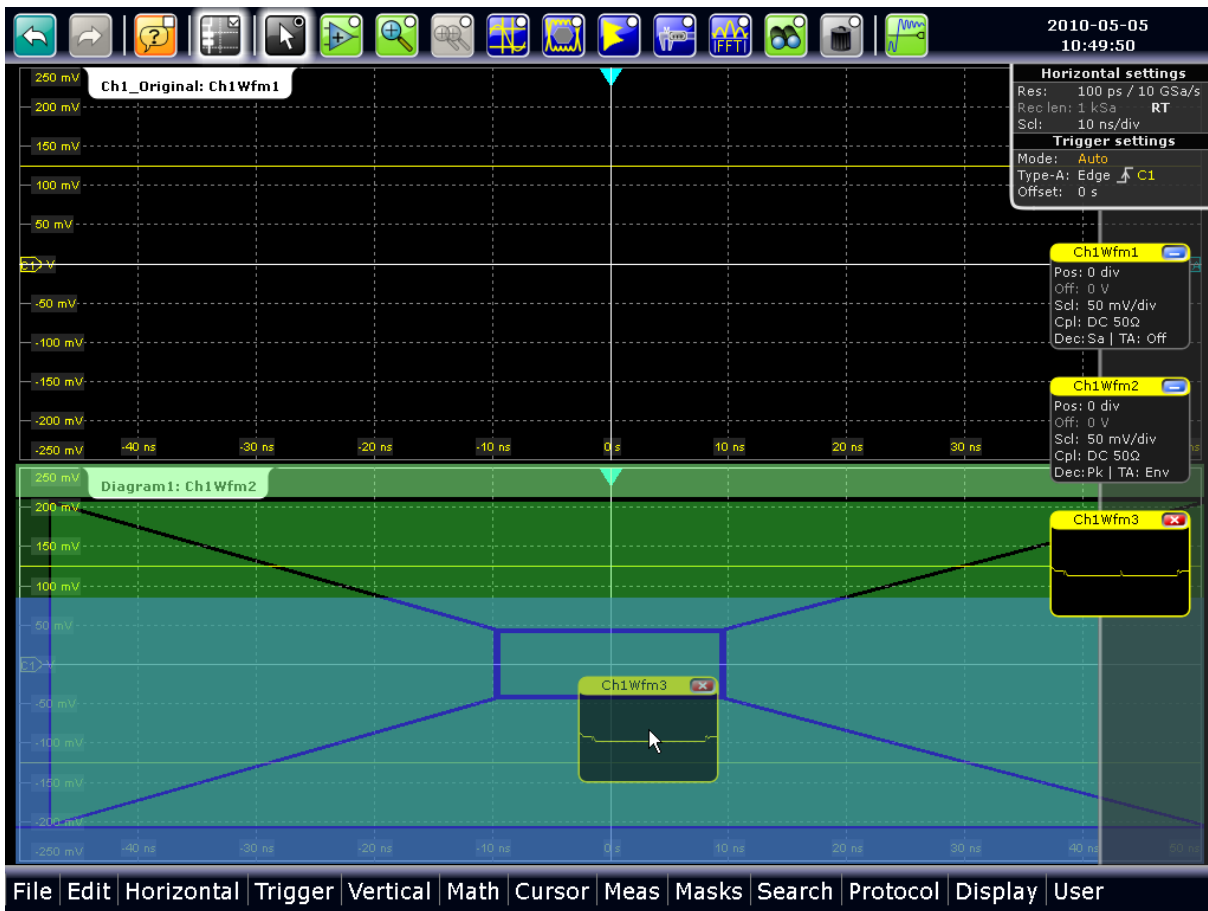 ?
(FFT)
2010-05-05
10:49:50
Ch1_Original: Ch1Wfm1
250 mV
200 mV
150 mV
100 mV
50 mV
C1 V
-50 mV
-100 mV
-150 mV
-200 mV
-250 mV
-40 ns
-30 ns
-20 ns
-10 ns
0 s
10 ns
20 ns
30 ns
ns
Horizontal settings
Res: 100 ps / 10 GSa/s
Rec len: 1 kSa RT
Scl: 10 ns/div
Trigger settings
Mode: Auto
Type-A: Edge C1
Offset: 0 s
Ch1Wfm1
Pos: 0 div
Off: 0 V
Scl: 50 mV/div
Cpl: DC 50Ω
Dec: Sa | TA: Off
Ch1Wfm2
Pos: 0 div
Off: 0 V
Scl: 50 mV/div
Cpl: DC 50Ω
Dec: Pk | TA: Env
Ch1Wfm3
Diagram1: Ch1Wfm2
250 mV
200 mV
150 mV
100 mV
50 mV
C1 V
-50 mV
-100 mV
-150 mV
-200 mV
-250 mV
-40 ns
-30 ns
-20 ns
-10 ns
0 s
10 ns
20 ns
30 ns
40 ns
50 ns
Ch1Wfm3
File | Edit | Horizontal | Trigger | Vertical | Math | Cursor | Meas | Masks | Search | Protocol | Display | User